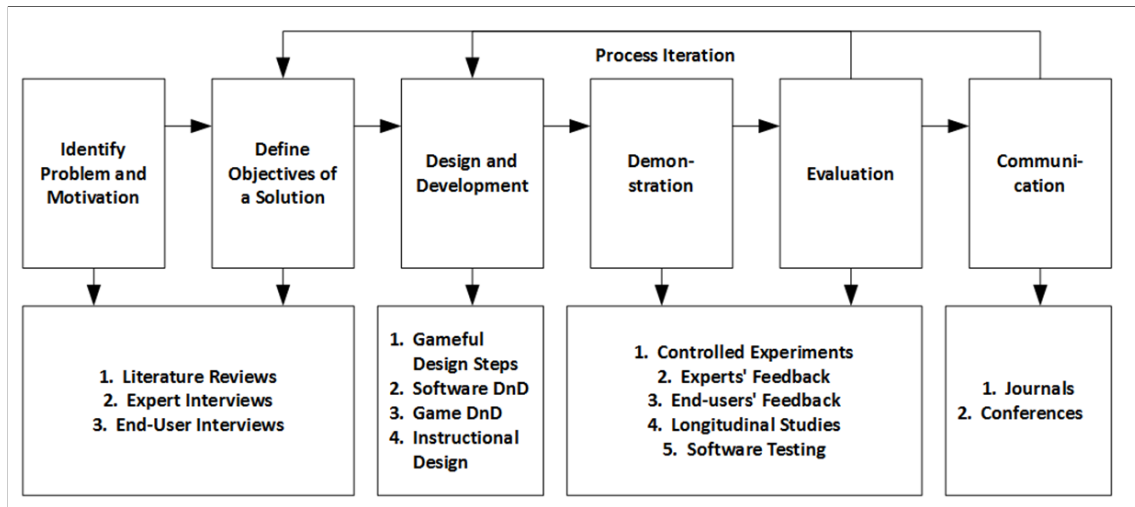 Process Iteration
Identify
Problem and
Motivation
Define
Objectives of
a Solution
Design and
Development
Demon-
stration
Evaluation
Communi-
cation
1. Literature Reviews
2. Expert Interviews
3. End-User Interviews
1. Gameful
Design Steps
2. Software DnD
3. Game DnD
4. Instructional
Design
1. Controlled Experiments
2. Experts' Feedback
3. End-users' Feedback
4. Longitudinal Studies
5. Software Testing
1. Journals
2. Conferences